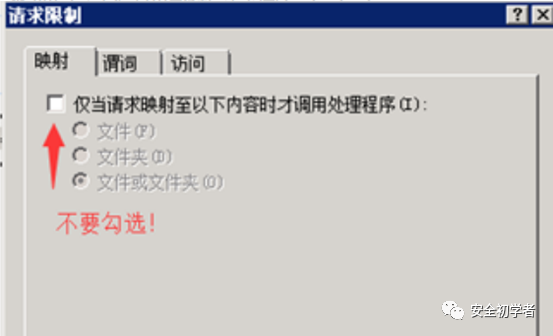 请求限制
映射 谓词 访问
仅当请求映射至以下内容时才调用处理程序(I):
文件(F)
文件夹(D)
文件或文件夹(O)
不要勾选!
安全初学者